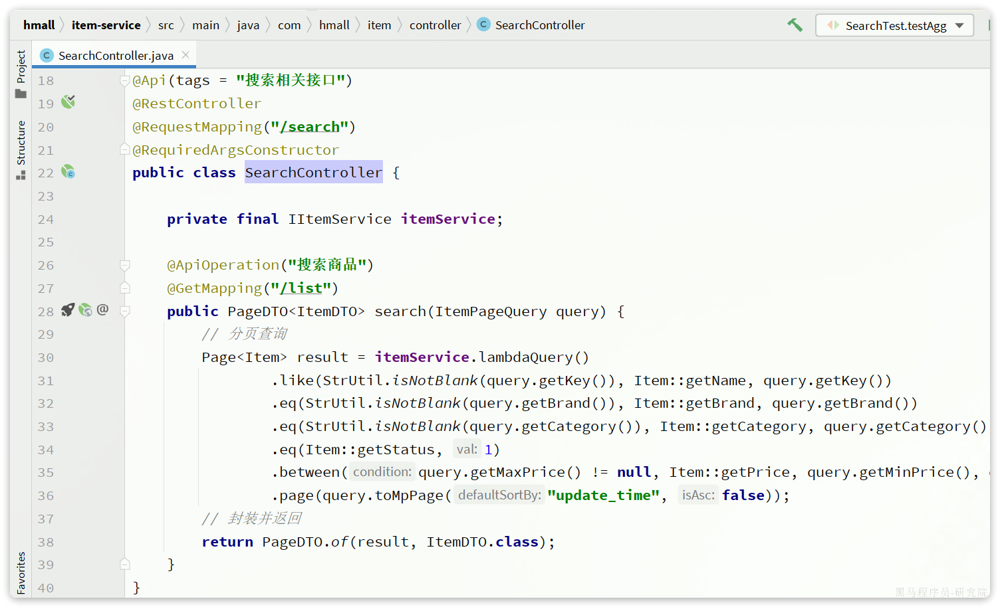 hmall item-service src main java com hmall item controller SearchController SearchTest.testAgg
SearchController.java
Project
Structure
Favorites
18 @Api(tags = "搜索相关接口")
19 @RestController
20 @RequestMapping("/search")
21 @RequiredArgsConstructor
22 public class SearchController {
23
24 private final IItemService itemService;
25
26 @ApiOperation("搜索商品")
27 @GetMapping("/list")
28 public PageDTO<ItemDTO> search(ItemPageQuery query) {
29 // 分页查询
30 Page<Item> result = itemService.lambdaQuery()
31 .like(StrUtil.isNotBlank(query.getKey()), Item::getName, query.getKey())
32 .eq(StrUtil.isNotBlank(query.getBrand()), Item::getBrand, query.getBrand())
33 .eq(StrUtil.isNotBlank(query.getCategory()), Item::getCategory, query.getCategory()
34 .eq(Item::getStatus, val: 1)
35 .between( condition: query.getMaxPrice() != null, Item::getPrice, query.getMinPrice(),
36 .page(query.toMpPage( defaultSortBy: "update_time", isAsc: false));
37 // 封装并返回
38 return PageDTO.of(result, ItemDTO.class);
39 }
40 }
黑马程序员-研究院